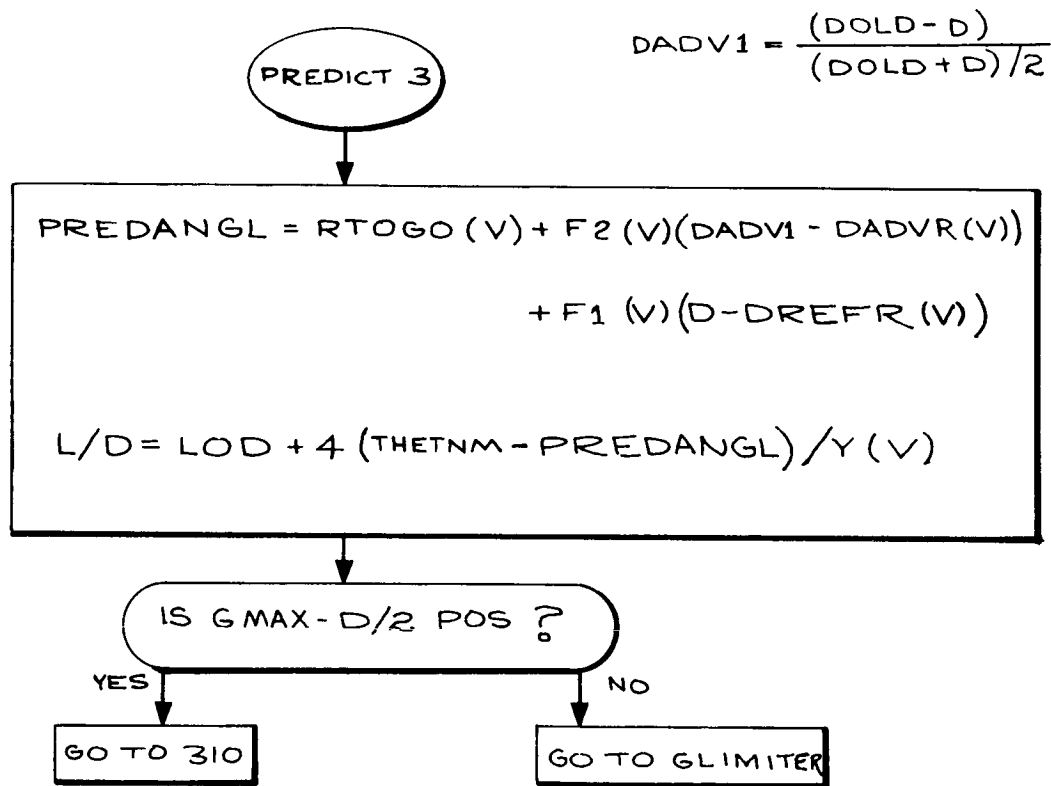 DADV1 = (DOLD - D)
(DOLD + D)/2
PREDICT 3
PREDANGL = RTOGO (V) + F2 (V)(DADV1 - DADVR(V))
+ F1 (V)(D-DREFR(V))
L/D = LOD + 4 (THETNM - PREDANGL)/Y(V)
IS GMAX - D/2 POS ?
YES
NO
GO TO 310
GO TO GLIMITER